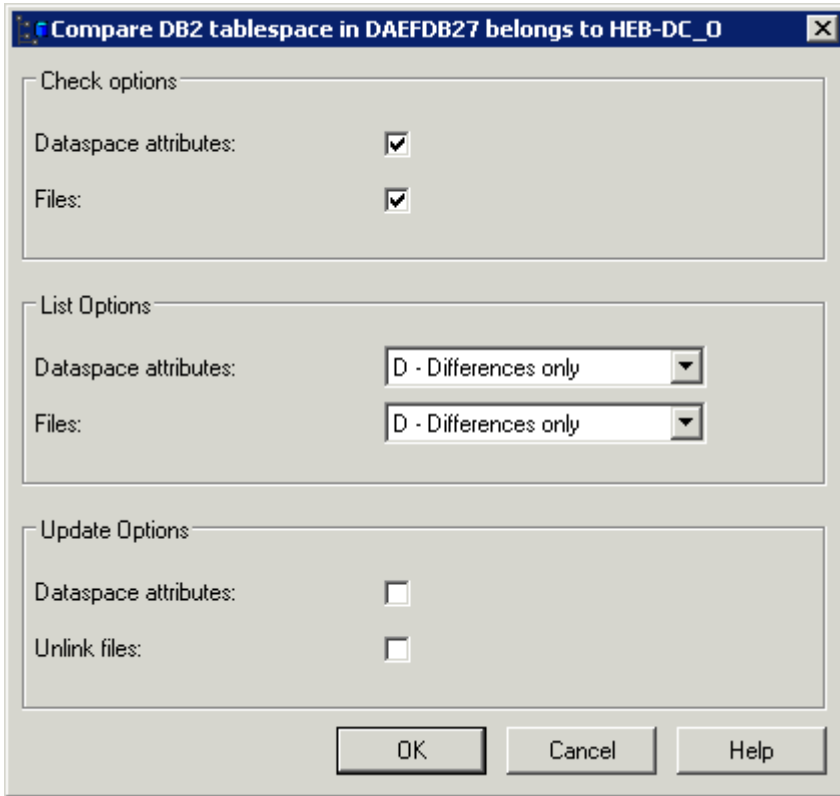 Compare DB2 tablespace in DAEFDB27 belongs to HEB-DC_O
Check options
Dataspace attributes:
Files:
List Options
Dataspace attributes: D - Differences only
Files: D - Differences only
Update Options
Dataspace attributes:
Unlink files:
OK Cancel Help